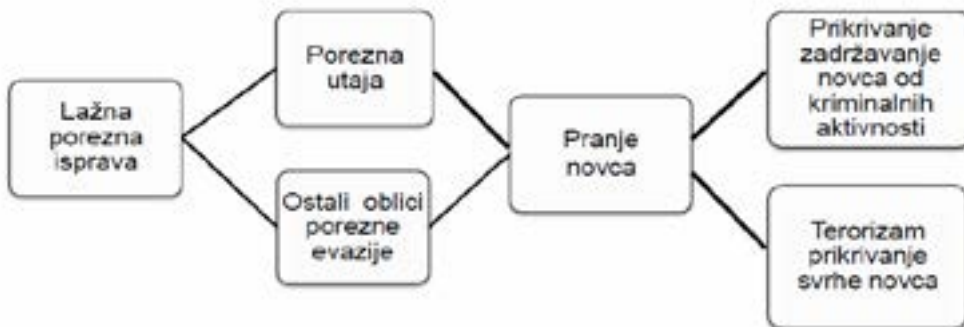 Lažna
porezna
isprava
Porezna
utaja
Ostali oblici
porezne
evazije
Pranje
novca
Prikrivanje
zadržavanje
novca od
kriminalnih
aktivnosti
Terorizam
prikrivanje
svrhe novca